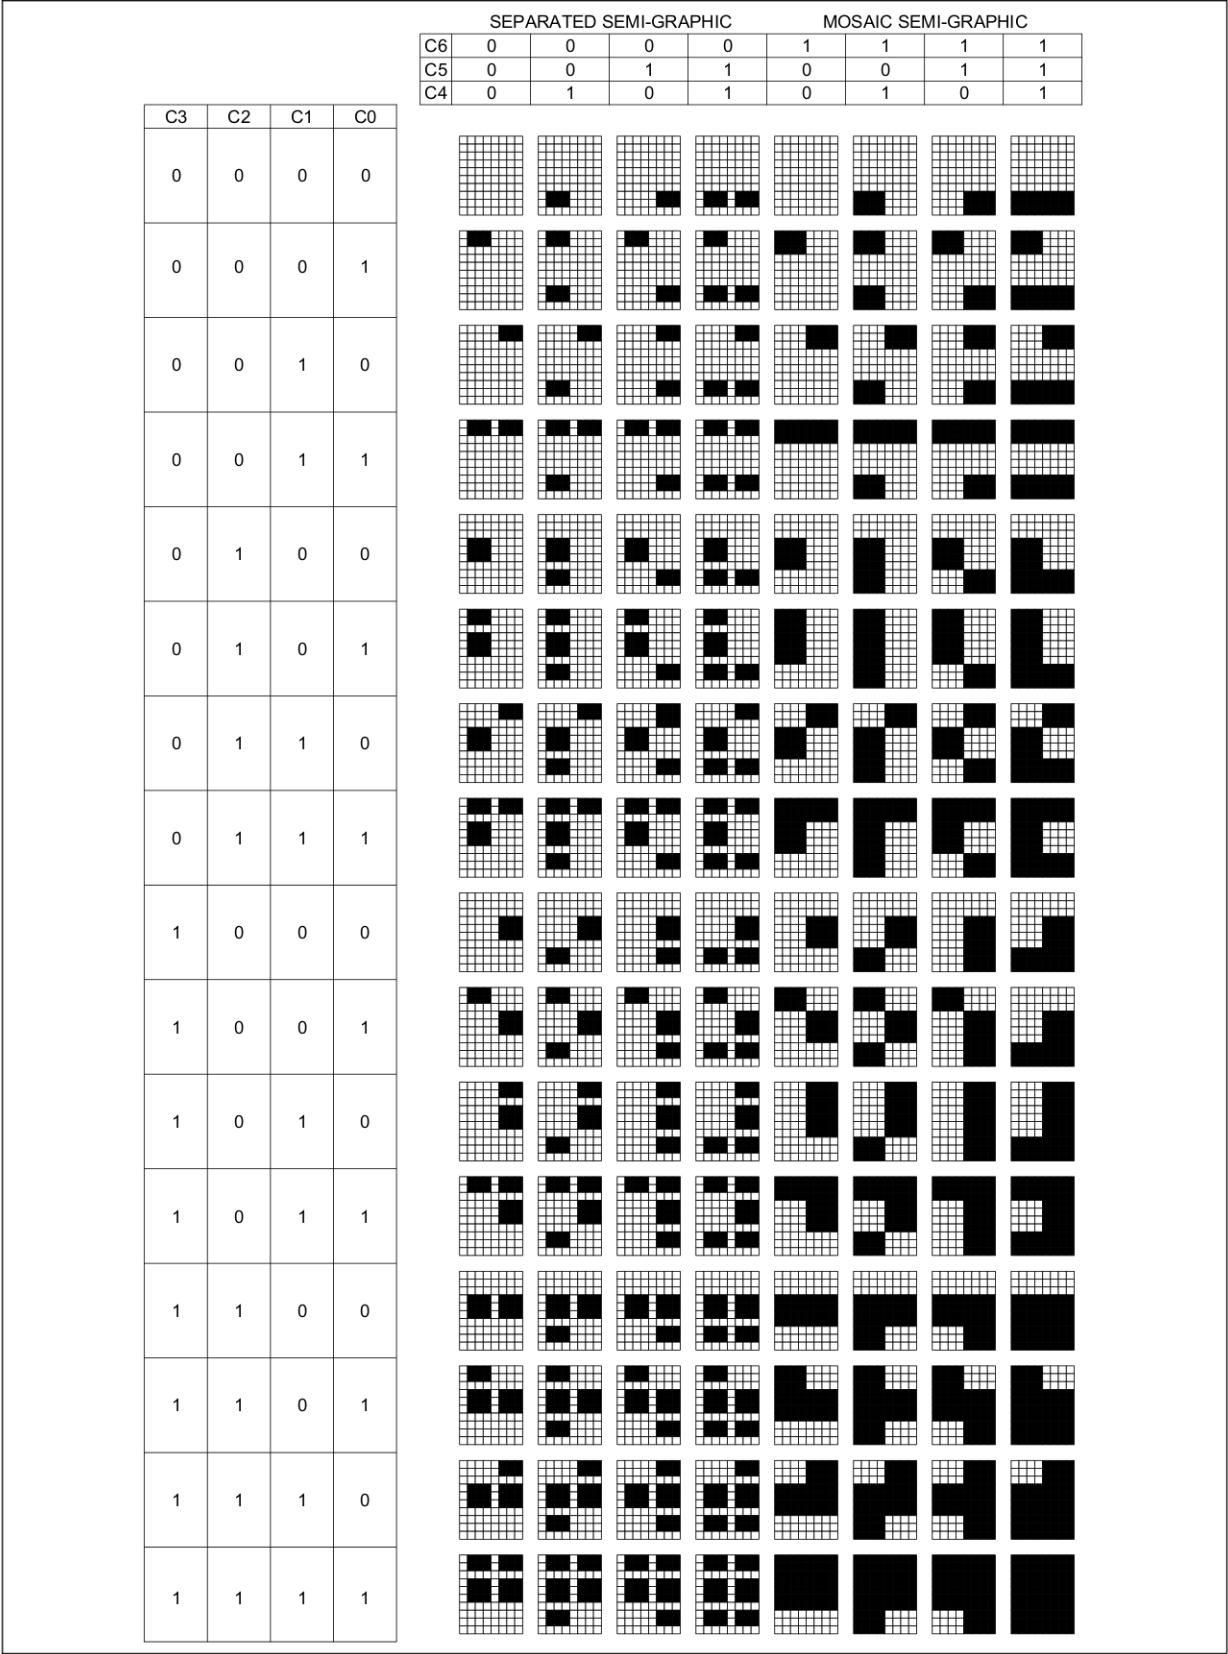 SEPARATED SEMI-GRAPHIC MOSAIC SEMI-GRAPHIC
C6 0 0 0 0 1 1 1 1
C5 0 0 1 1 0 0 1 1
C4 0 1 0 1 0 1 0 1
C3 C2 C1 C0
0 0 0 0
0 0 0 1
0 0 1 0
0 0 1 1
0 1 0 0
0 1 0 1
0 1 1 0
0 1 1 1
1 0 0 0
1 0 0 1
1 0 1 0
1 0 1 1
1 1 0 0
1 1 0 1
1 1 1 0
1 1 1 1